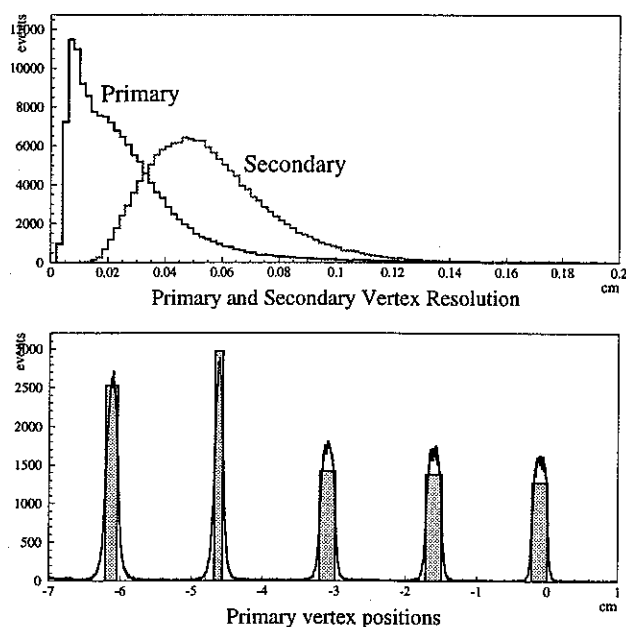 events
12000
10000
8000
6000
4000
2000
0
Primary
Secondary
0 0.02 0.04 0.06 0.08 0.1 0.12 0.14 0.16 0.18 0.2
cm
Primary and Secondary Vertex Resolution
events
3000
2500
2000
1500
1000
500
0
-7 -6 -5 -4 -3 -2 -1 0 1
cm
Primary vertex positions